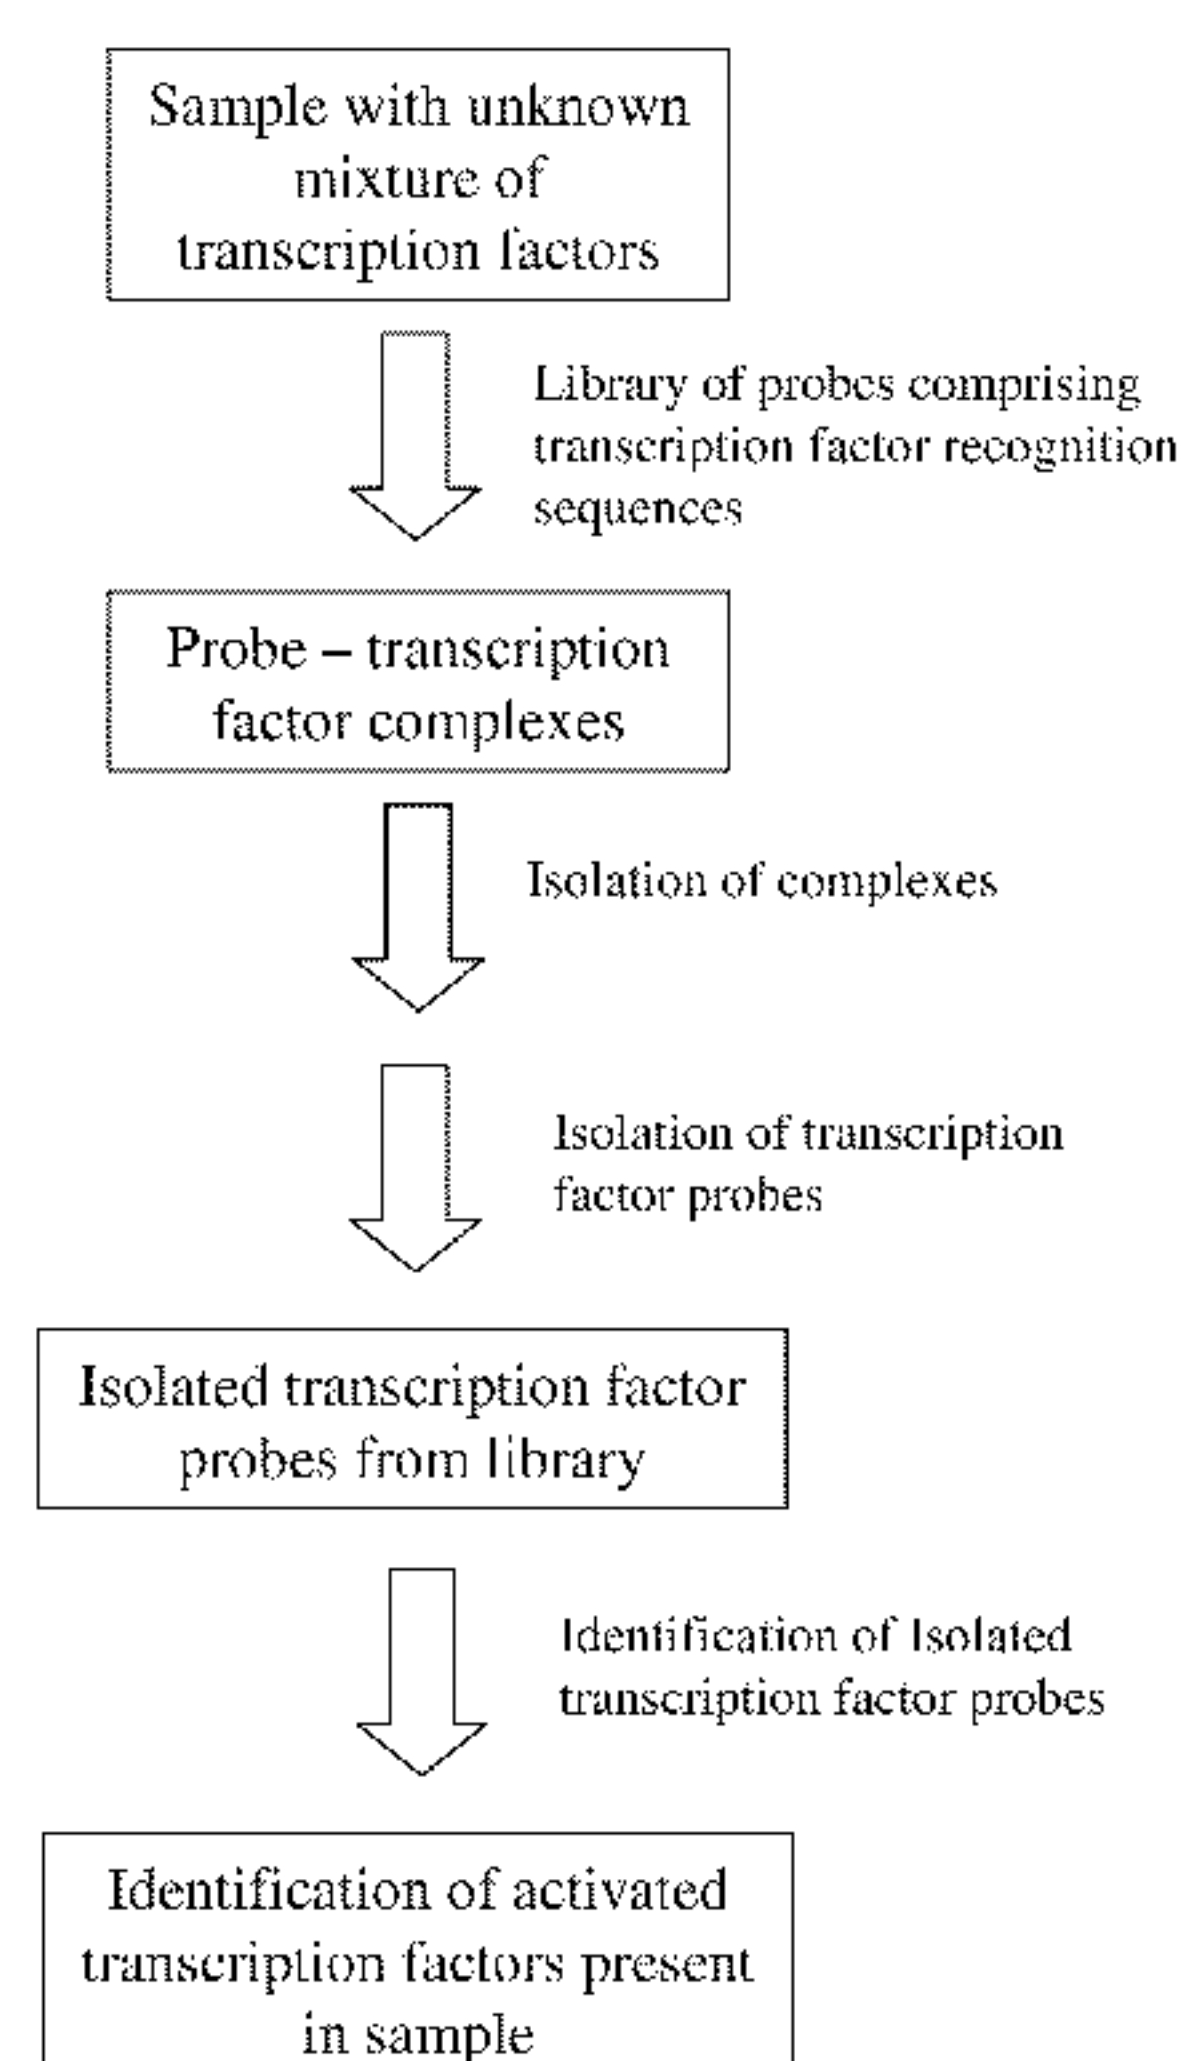 Sample with unknown
mixture of
transcription factors
Library of probes comprising
transcription factor recognition
sequences
Probe – transcription
factor complexes
Isolation of complexes
Isolation of transcription
factor probes
Isolated transcription factor
probes from library
Identification of Isolated
transcription factor probes
Identification of activated
transcription factors present
in sample